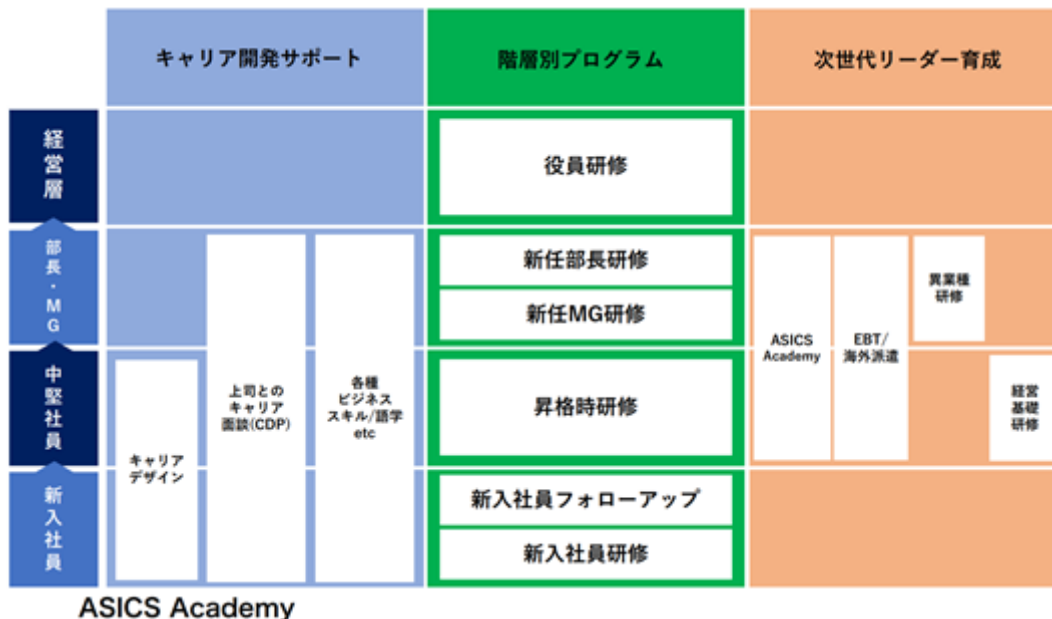 キャリア開発サポート
階層別プログラム
次世代リーダー育成
経営層
役員研修
部長・MG
新任部長研修
新任MG研修
異業種
研修
ASICS
Academy
EBT/
海外派遣
中堅社員
上司との
キャリア
面談(CDP)
各種
ビジネス
スキル/語学
etc
昇格時研修
経営
基礎
研修
キャリア
デザイン
新入社員
新入社員フォローアップ
新入社員研修
ASICS Academy